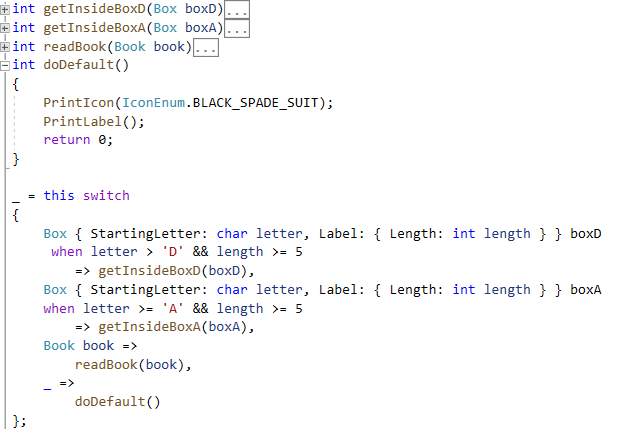 int getInsideBoxD(Box boxD)...
int getInsideBoxA(Box boxA)...
int readBook(Book book)...
int doDefault()
{
    PrintIcon(IconEnum.BLACK_SPADE_SUIT);
    PrintLabel();
    return 0;
}
_ = this switch
{
    Box { StartingLetter: char letter, Label: { Length: int length } } boxD
     when letter > 'D' && length >= 5
        => getInsideBoxD(boxD),
    Box { StartingLetter: char letter, Label: { Length: int length } } boxA
    when letter >= 'A' && length >= 5
        => getInsideBoxA(boxA),
    Book book =>
        readBook(book),
    _ =>
        doDefault()
};